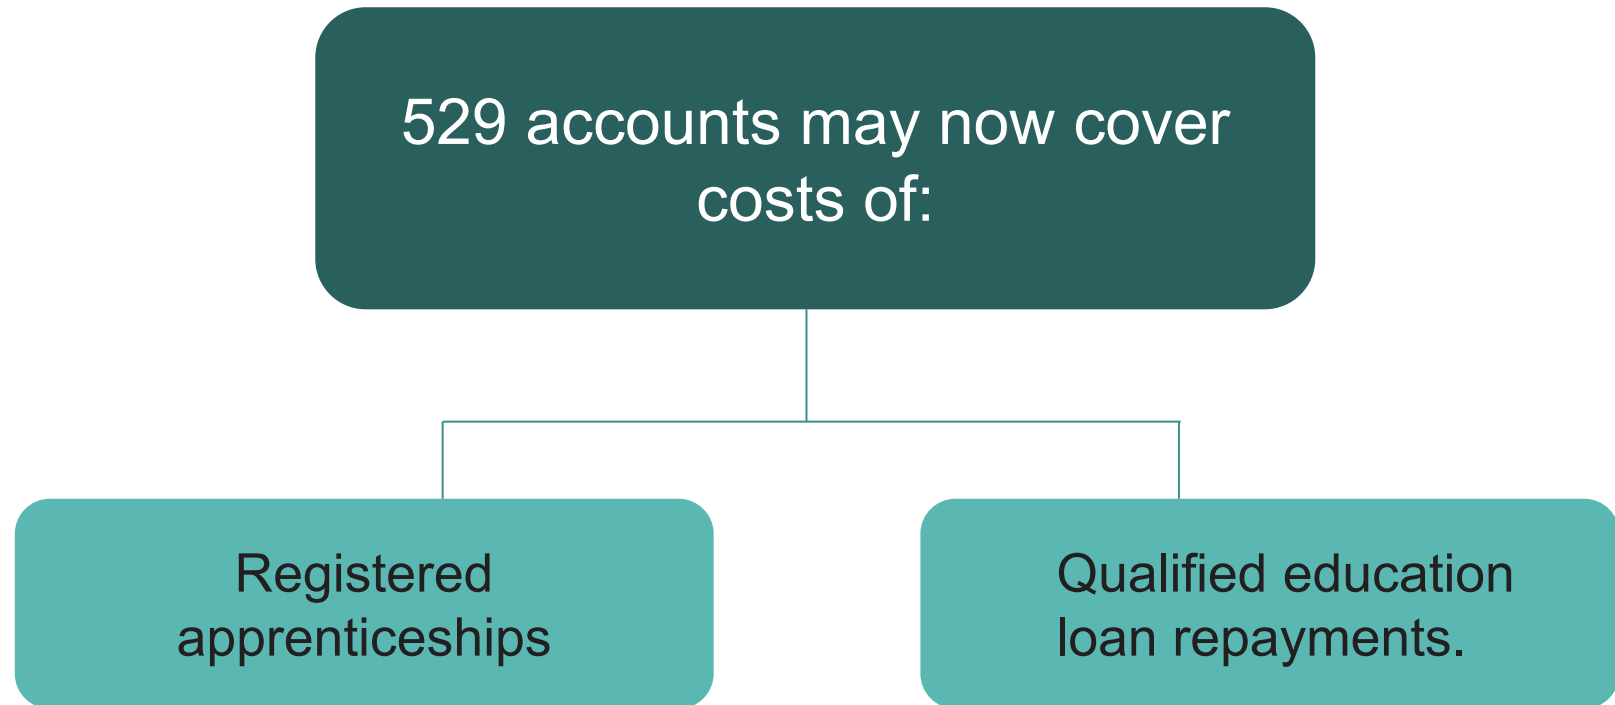 529 accounts may now cover
costs of:
Registered
apprenticeships
Qualified education
loan repayments.